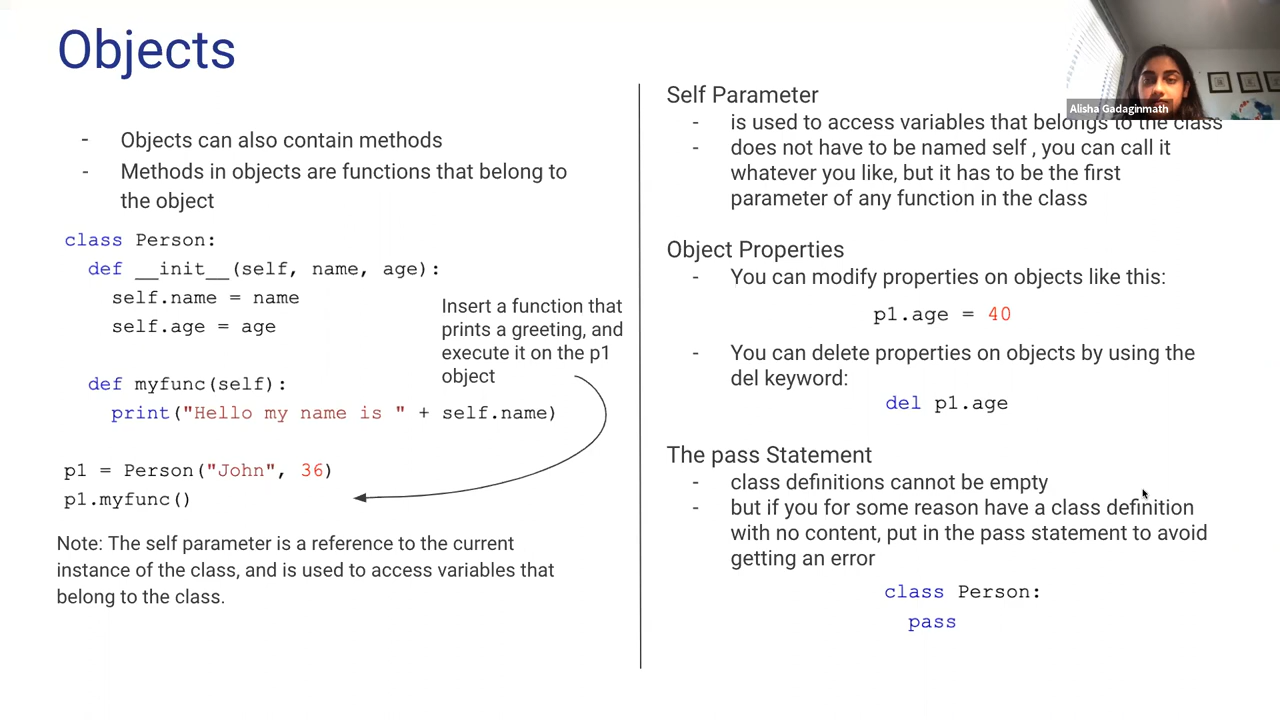 Objects
- Objects can also contain methods
- Methods in objects are functions that belong to
the object
class Person:
def __init__(self, name, age):
self.name = name
self.age = age
Insert a function that
prints a greeting, and
execute it on the p1
object
def myfunc(self):
print("Hello my name is " + self.name)
p1 = Person("John", 36)
p1.myfunc()
Note: The self parameter is a reference to the current
instance of the class, and is used to access variables that
belong to the class.
Self Parameter
- is used to access variables that belongs to the class
- does not have to be named self , you can call it
whatever you like, but it has to be the first
parameter of any function in the class
Object Properties
- You can modify properties on objects like this:
p1.age = 40
- You can delete properties on objects by using the
del keyword:
del p1.age
The pass Statement
- class definitions cannot be empty
- but if you for some reason have a class definition
with no content, put in the pass statement to avoid
getting an error
class Person:
pass
Alisha Gadaginmath